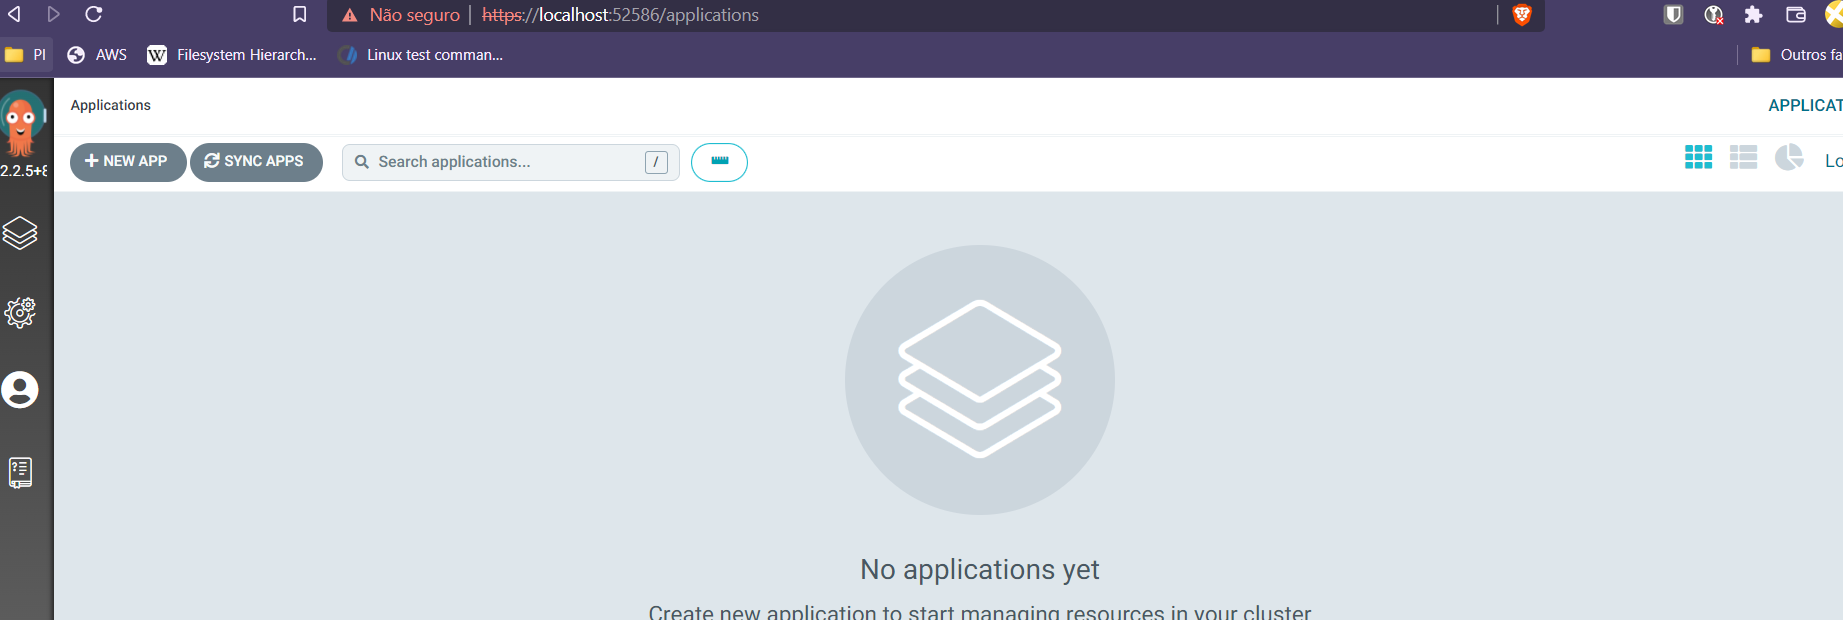 Não seguro https://localhost:52586/applications
PI AWS W Filesystem Hierarch... Linux test comman... Outros fa
Applications APPLICAT
2.2.5+8
NEW APP SYNC APPS Search applications... / Lo
No applications yet
Create new application to start managing resources in your cluster